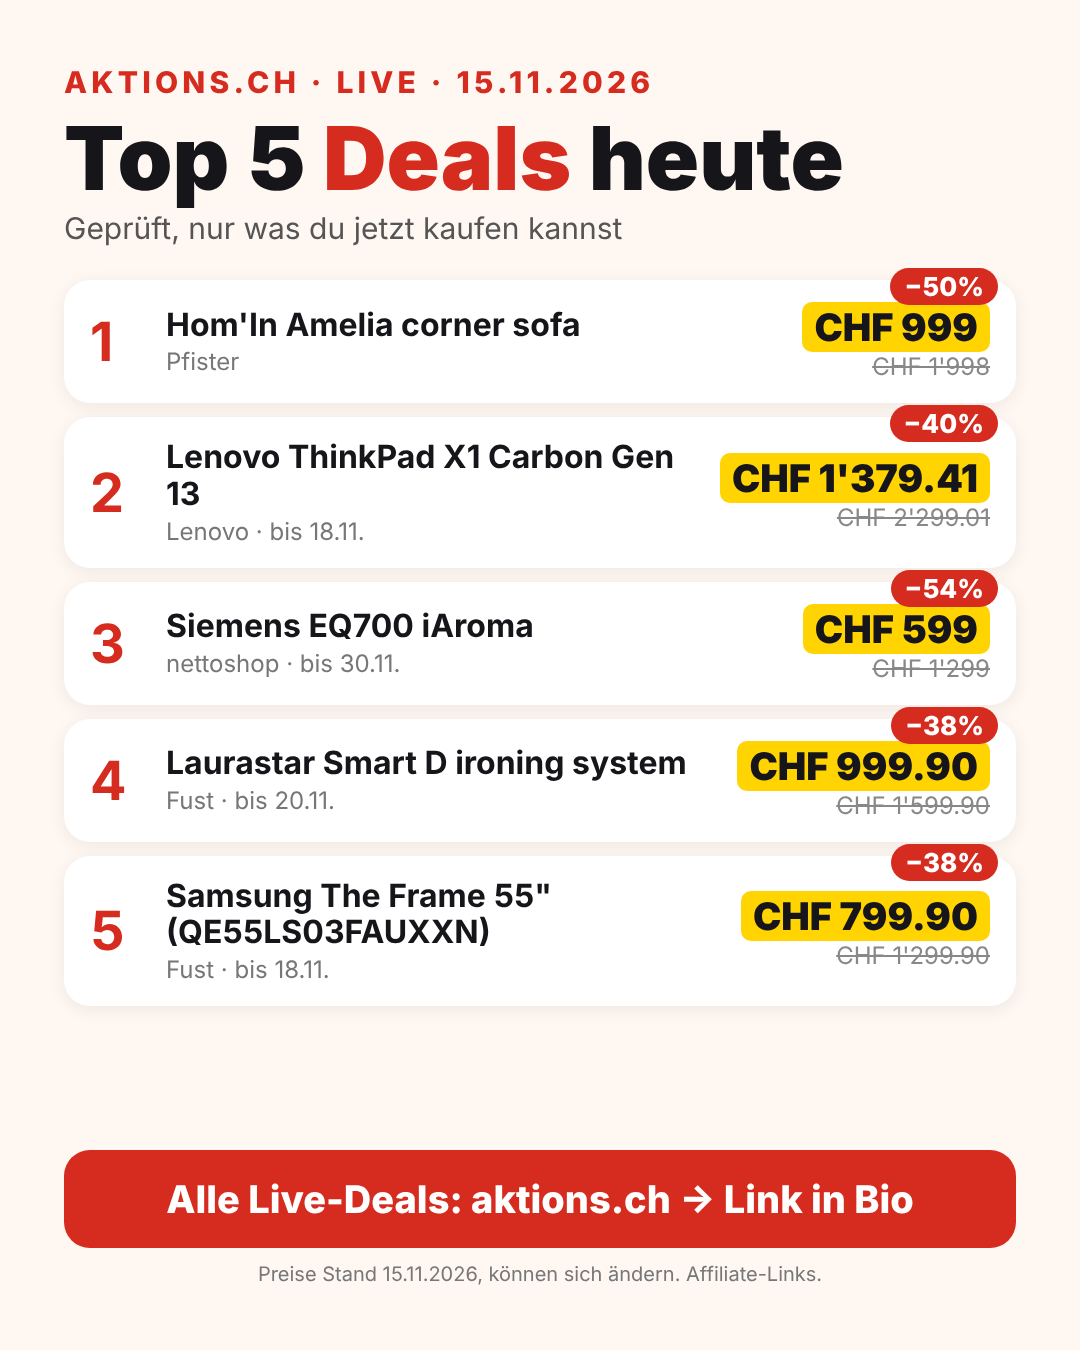 AKTIONS.CH · LIVE · 15.11.2026
Top 5 Deals heute
Geprüft, nur was du jetzt kaufen kannst
−50%
1
Hom'In Amelia corner sofa
Pfister
CHF 999
CHF 1'998
−40%
2
Lenovo ThinkPad X1 Carbon Gen
13
Lenovo · bis 18.11.
CHF 1'379.41
CHF 2'299.01
−54%
3
Siemens EQ700 iAroma
nettoshop · bis 30.11.
CHF 599
CHF 1'299
−38%
4
Laurastar Smart D ironing system
Fust · bis 20.11.
CHF 999.90
CHF 1'599.90
−38%
5
Samsung The Frame 55"
(QE55LS03FAUXXN)
Fust · bis 18.11.
CHF 799.90
CHF 1'299.90
Alle Live-Deals: aktions.ch → Link in Bio
Preise Stand 15.11.2026, können sich ändern. Affiliate-Links.